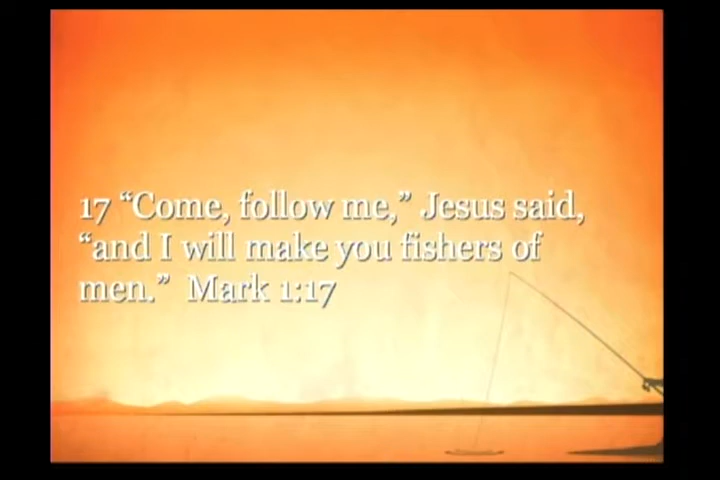 17 “Come, follow me,” Jesus said,
“and I will make you fishers of
men.”  Mark 1:17